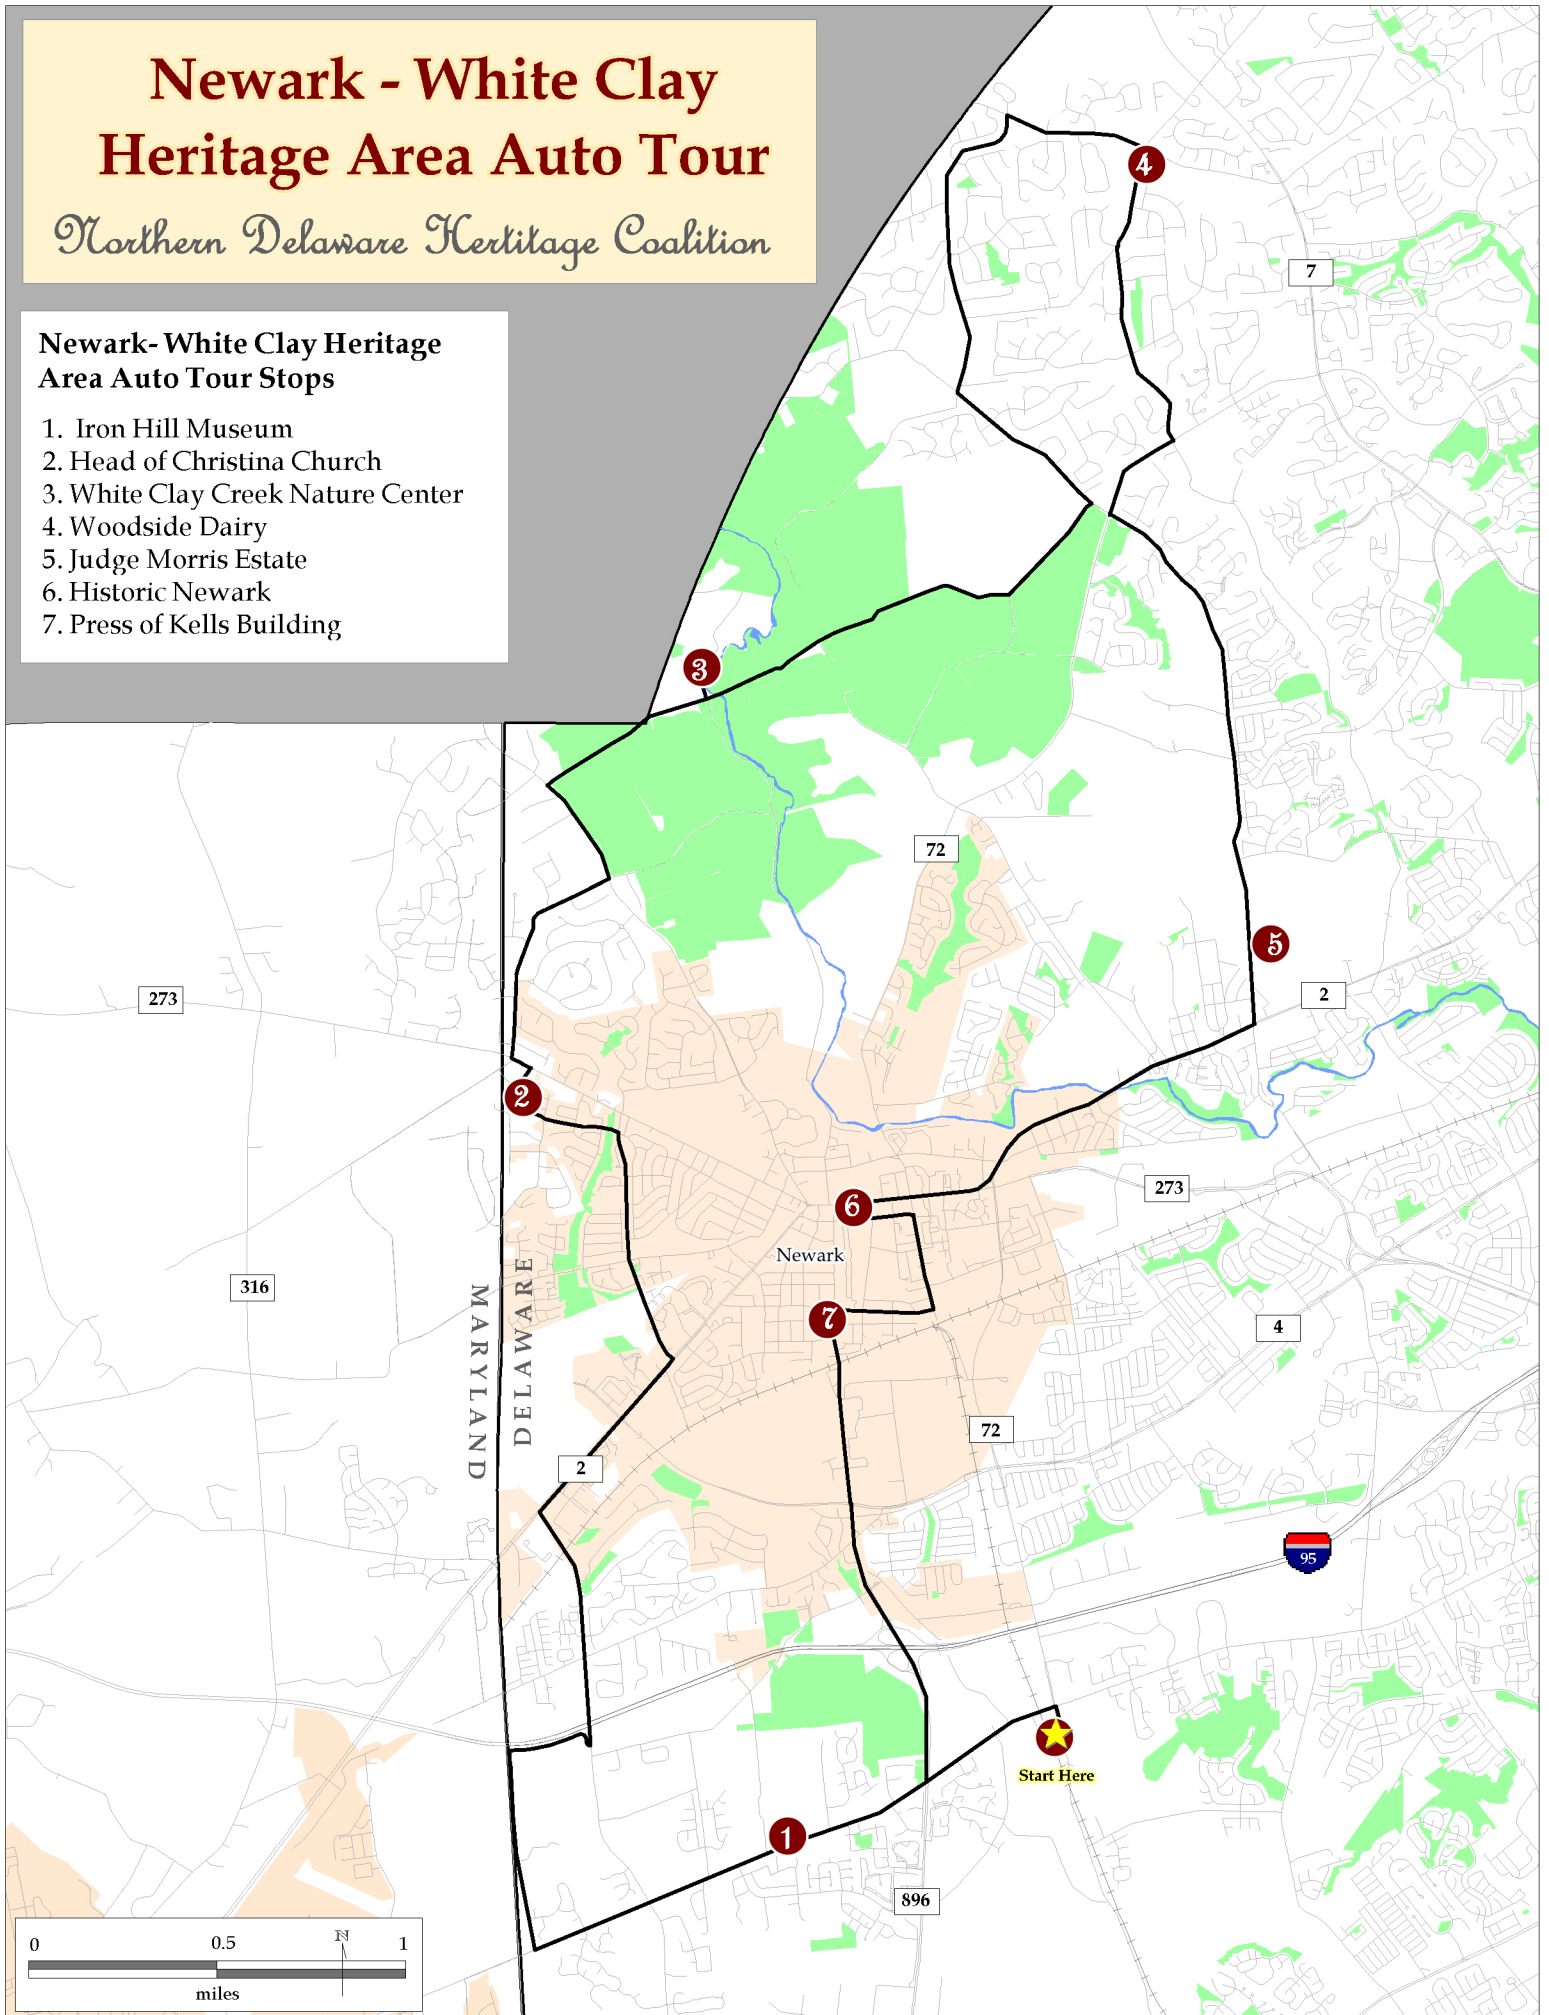 Newark - White Clay
Heritage Area Auto Tour
Northern Delaware Hertitage Coalition
Newark- White Clay Heritage
Area Auto Tour Stops
1. Iron Hill Museum
2. Head of Christina Church
3. White Clay Creek Nature Center
4. Woodside Dairy
5. Judge Morris Estate
6. Historic Newark
7. Press of Kells Building
4
7
3
72
5
2
273
2
6
273
Newark
316
MARYLAND
DELAWARE
7
4
72
2
95
Start Here
1
896
N
0 0.5 1
miles